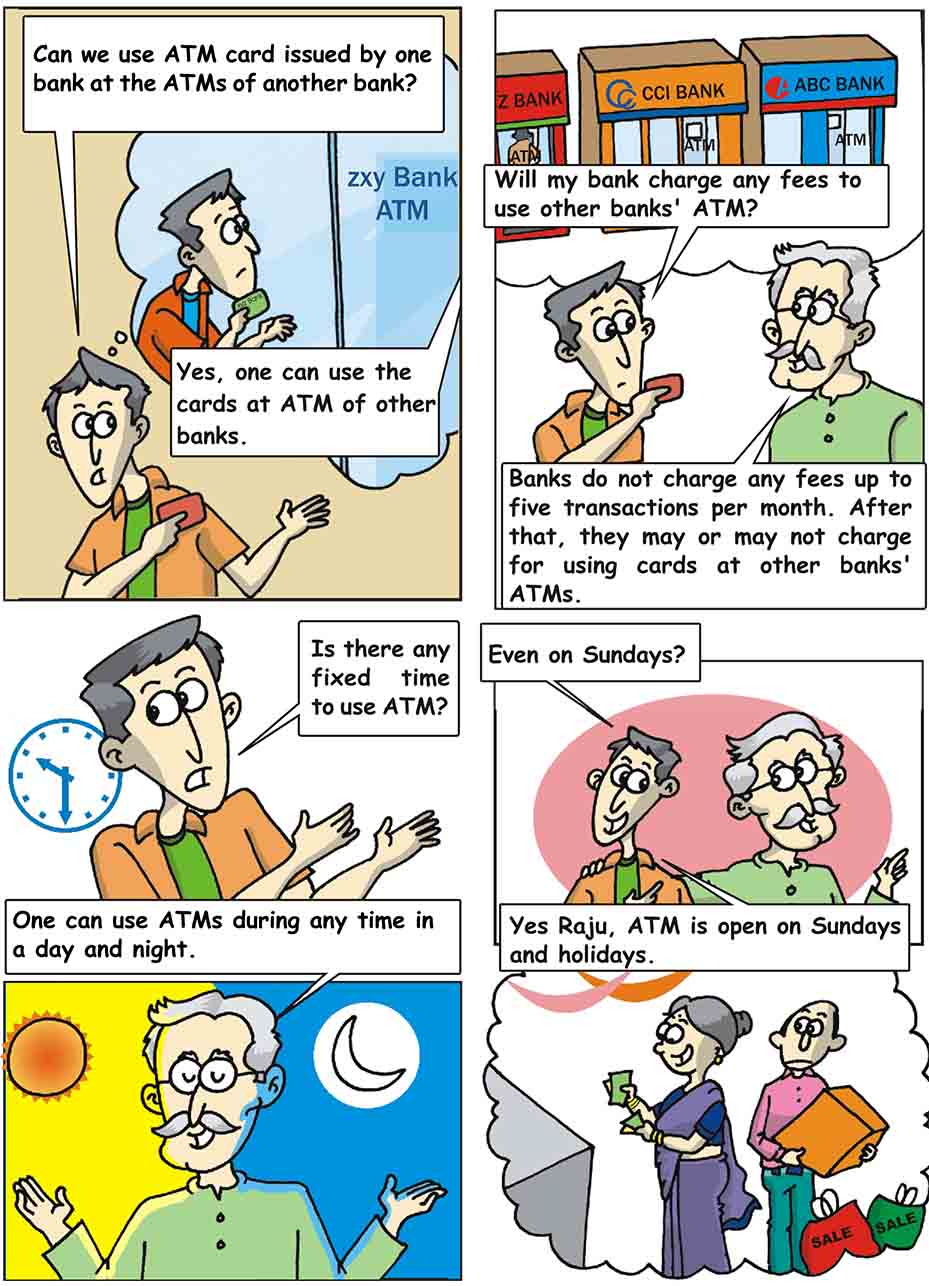 Can we use ATM card issued by one
bank at the ATMs of another bank?
zxy Bank
ATM
Yes, one can use the
cards at ATM of other
banks.
Z BANK
CCI BANK
ABC BANK
ATM
ATM
ATM
Will my bank charge any fees to
use other banks' ATM?
Banks do not charge any fees up to
five transactions per month. After
that, they may or may not charge
for using cards at other banks'
ATMs.
Is there any
fixed time
to use ATM?
One can use ATMs during any time in
a day and night.
Even on Sundays?
Yes Raju, ATM is open on Sundays
and holidays.
SALE
SALE